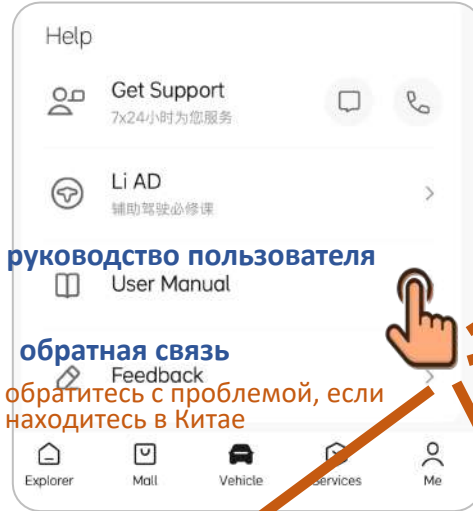 Help
Get Support
7x24小时为您服务
Li AD
辅助驾驶必修课
руководство пользователя
User Manual
обратная связь
Feedback
обратитесь с проблемой, если
находитесь в Китае
Explorer Mall Vehicle Services Me